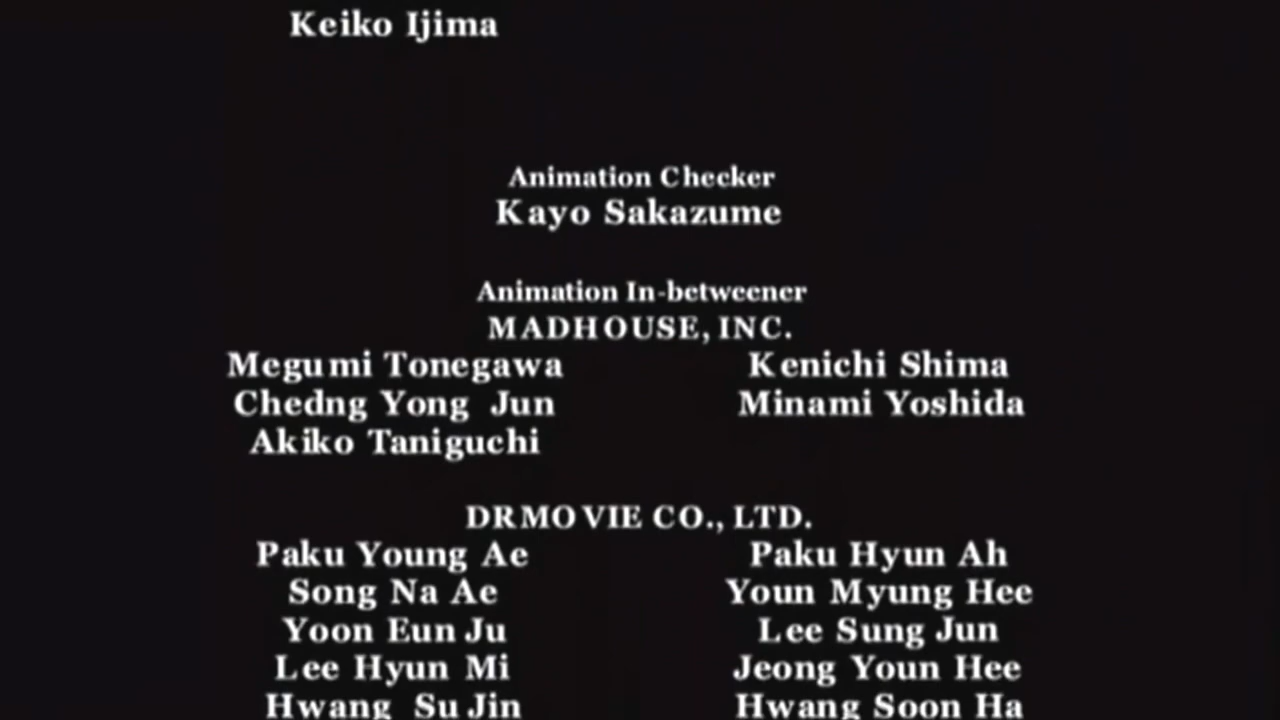 Keiko Ijima
Animation Checker
Kayo Sakazume
Animation In-betweener
MADHOUSE, INC.
Megumi Tonegawa Kenichi Shima
Chedng Yong Jun Minami Yoshida
Akiko Taniguchi
DRMOVIE CO., LTD.
Paku Young Ae Paku Hyun Ah
Song Na Ae Youn Myung Hee
Yoon Eun Ju Lee Sung Jun
Lee Hyun Mi Jeong Youn Hee
Hwang Su Jin Hwang Soon Ha